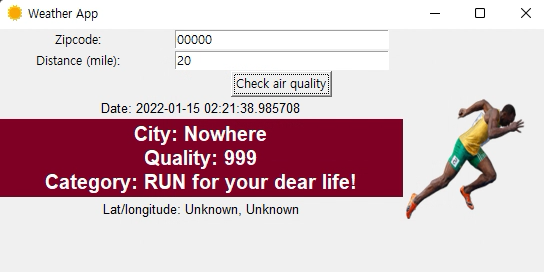 Weather App
Zipcode: 00000
Distance (mile): 20
Check air quality
Date: 2022-01-15 02:21:38.985708
City: Nowhere
Quality: 999
Category: RUN for your dear life!
Lat/longitude: Unknown, Unknown